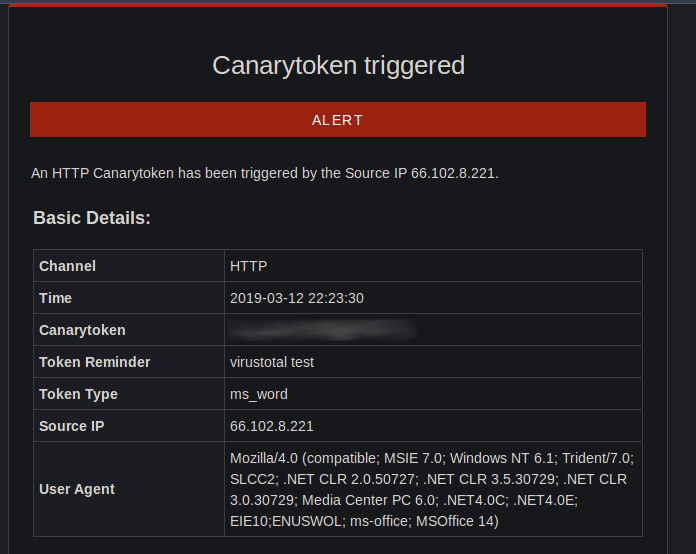 Canarytoken triggered
ALERT
An HTTP Canarytoken has been triggered by the Source IP 66.102.8.221.
Basic Details:
Channel HTTP
Time 2019-03-12 22:23:30
Canarytoken
Token Reminder virustotal test
Token Type ms_word
Source IP 66.102.8.221
User Agent Mozilla/4.0 (compatible; MSIE 7.0; Windows NT 6.1; Trident/7.0;
SLCC2; .NET CLR 2.0.50727; .NET CLR 3.5.30729; .NET CLR
3.0.30729; Media Center PC 6.0; .NET4.0C; .NET4.0E;
EIE10;ENUSWOL; ms-office; MSOffice 14)